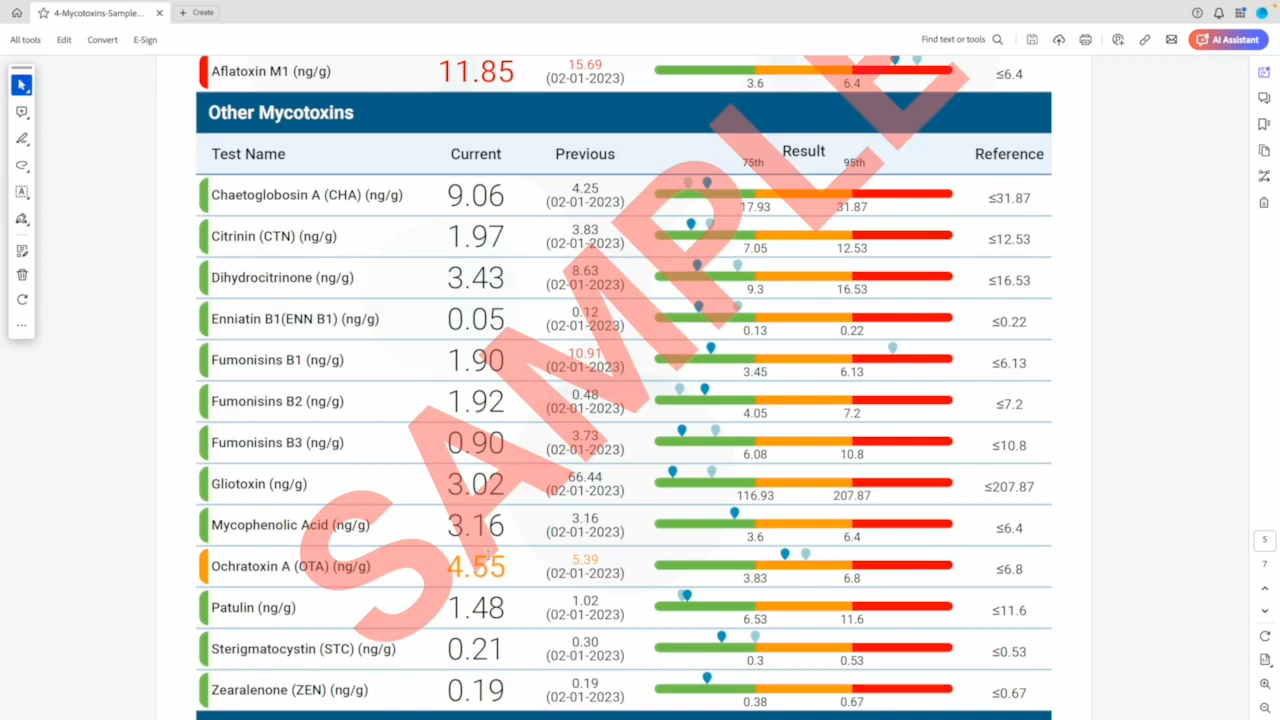 4-Mycotoxins-Sample...
Create
All tools Edit Convert E-Sign
Find text or tools
AI Assistant
Aflatoxin M1 (ng/g) 11.85 15.69 (02-01-2023) 3.6 6.4 ≤6.4
Other Mycotoxins
Test Name Current Previous 75th Result 95th Reference
Chaetoglobosin A (CHA) (ng/g) 9.06 4.25 (02-01-2023) 17.93 31.87 ≤31.87
Citrinin (CTN) (ng/g) 1.97 3.83 (02-01-2023) 7.05 12.53 ≤12.53
Dihydrocitrinone (ng/g) 3.43 8.63 (02-01-2023) 9.3 16.53 ≤16.53
Enniatin B1(ENN B1) (ng/g) 0.05 0.12 (02-01-2023) 0.13 0.22 ≤0.22
Fumonisins B1 (ng/g) 1.90 10.91 (02-01-2023) 3.45 6.13 ≤6.13
Fumonisins B2 (ng/g) 1.92 0.48 (02-01-2023) 4.05 7.2 ≤7.2
Fumonisins B3 (ng/g) 0.90 3.73 (02-01-2023) 6.08 10.8 ≤10.8
Gliotoxin (ng/g) 3.02 66.44 (02-01-2023) 116.93 207.87 ≤207.87
Mycophenolic Acid (ng/g) 3.16 3.16 (02-01-2023) 3.6 6.4 ≤6.4
Ochratoxin A (OTA) (ng/g) 4.55 5.39 (02-01-2023) 3.83 6.8 ≤6.8
Patulin (ng/g) 1.48 1.02 (02-01-2023) 6.53 11.6 ≤11.6
Sterigmatocystin (STC) (ng/g) 0.21 0.30 (02-01-2023) 0.3 0.53 ≤0.53
Zearalenone (ZEN) (ng/g) 0.19 0.19 (02-01-2023) 0.38 0.67 ≤0.67
SAMPLE
5
7